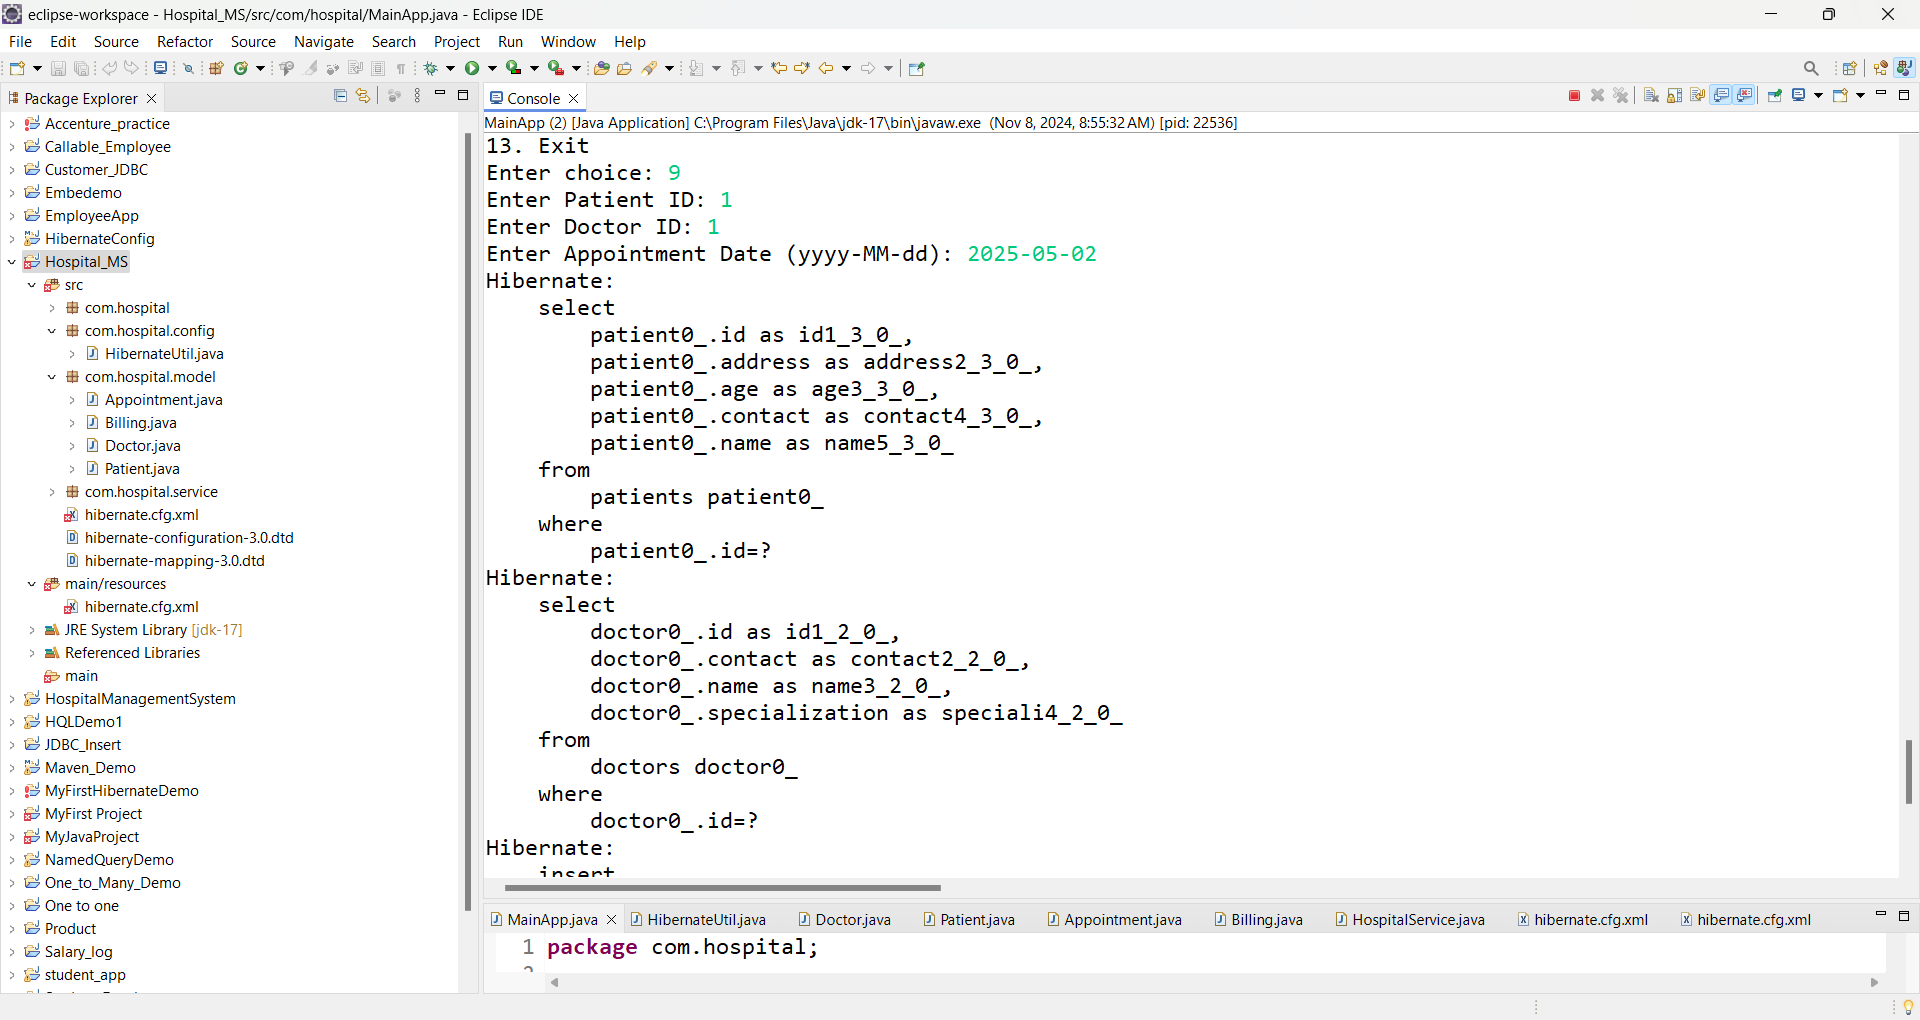 eclipse-workspace - Hospital_MS/src/com/hospital/MainApp.java - Eclipse IDE
File Edit Source Refactor Source Navigate Search Project Run Window Help
Package Explorer
Accenture_practice
Callable_Employee
Customer_JDBC
Embedemo
EmployeeApp
HibernateConfig
Hospital_MS
src
com.hospital
com.hospital.config
HibernateUtil.java
com.hospital.model
Appointment.java
Billing.java
Doctor.java
Patient.java
com.hospital.service
hibernate.cfg.xml
hibernate-configuration-3.0.dtd
hibernate-mapping-3.0.dtd
main/resources
hibernate.cfg.xml
JRE System Library [jdk-17]
Referenced Libraries
main
HospitalManagementSystem
HQLDemo1
JDBC_Insert
Maven_Demo
MyFirstHibernateDemo
MyFirst Project
MyJavaProject
NamedQueryDemo
One_to_Many_Demo
One to one
Product
Salary_log
student_app
Console
MainApp (2) [Java Application] C:\Program Files\Java\jdk-17\bin\javaw.exe (Nov 8, 2024, 8:55:32 AM) [pid: 22536]
13. Exit
Enter choice: 9
Enter Patient ID: 1
Enter Doctor ID: 1
Enter Appointment Date (yyyy-MM-dd): 2025-05-02
Hibernate:
select
patient0_.id as id1_3_0_,
patient0_.address as address2_3_0_,
patient0_.age as age3_3_0_,
patient0_.contact as contact4_3_0_,
patient0_.name as name5_3_0_
from
patients patient0_
where
patient0_.id=?
Hibernate:
select
doctor0_.id as id1_2_0_,
doctor0_.contact as contact2_2_0_,
doctor0_.name as name3_2_0_,
doctor0_.specialization as speciali4_2_0_
from
doctors doctor0_
where
doctor0_.id=?
Hibernate:
insert
MainApp.java HibernateUtil.java Doctor.java Patient.java Appointment.java Billing.java HospitalService.java hibernate.cfg.xml hibernate.cfg.xml
1 package com.hospital;